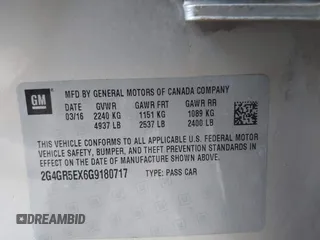 GM
MFD BY GENERAL MOTORS OF CANADA COMPANY
DATE GVWR GAWR FRT GAWR RR
03/16 2240 KG 1151 KG 1089 KG
4937 LB 2537 LB 2400 LB
THIS VEHICLE CONFORMS TO ALL APPLICABLE U.S. FEDERAL MOTOR
VEHICLE SAFETY, BUMPER, AND THEFT PREVENTION STANDARDS IN
EFFECT ON THE DATE OF MANUFACTURE SHOWN ABOVE.
2G4GR5EX6G9180717 TYPE: PASS CAR
DREAMBID